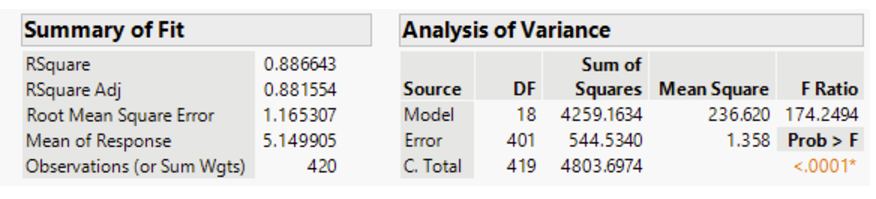 Summary of Fit
RSquare 0.886643
RSquare Adj 0.881554
Root Mean Square Error 1.165307
Mean of Response 5.149905
Observations (or Sum Wgts) 420
Analysis of Variance
Sum of
Source DF Squares Mean Square F Ratio
Model 18 4259.1634 236.620 174.2494
Error 401 544.5340 1.358 Prob > F
C. Total 419 4803.6974 <.0001*